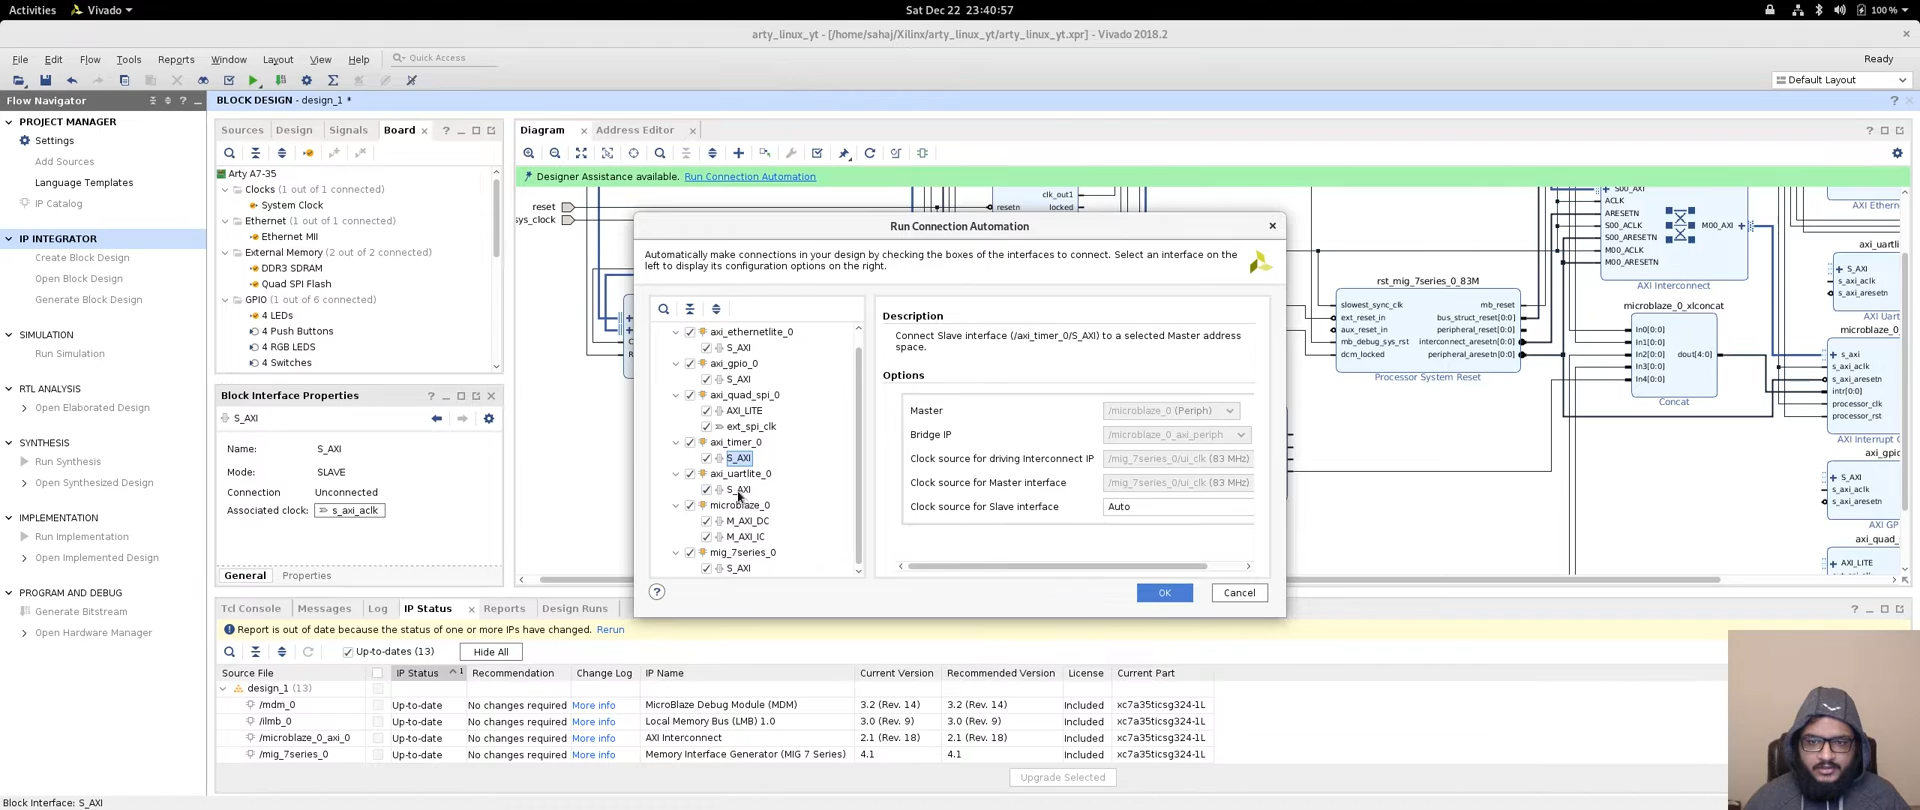 Activities Vivado Sat Dec 22 23:40:57 100 %
arty_linux_yt - [/home/sahaj/Xilinx/arty_linux_yt/arty_linux_yt.xpr] - Vivado 2018.2
File Edit Flow Tools Reports Window Layout View Help Quick Access Ready
Default Layout
Flow Navigator
PROJECT MANAGER
Settings
Add Sources
Language Templates
IP Catalog
IP INTEGRATOR
Create Block Design
Open Block Design
Generate Block Design
SIMULATION
Run Simulation
RTL ANALYSIS
Open Elaborated Design
SYNTHESIS
Run Synthesis
Open Synthesized Design
IMPLEMENTATION
Run Implementation
Open Implemented Design
PROGRAM AND DEBUG
Generate Bitstream
Open Hardware Manager
BLOCK DESIGN - design_1 *
Sources Design Signals Board
Arty A7-35
Clocks (1 out of 1 connected)
System Clock
Ethernet (1 out of 1 connected)
Ethernet MII
External Memory (2 out of 2 connected)
DDR3 SDRAM
Quad SPI Flash
GPIO (1 out of 6 connected)
4 LEDs
4 Push Buttons
4 RGB LEDS
4 Switches
Block Interface Properties
S_AXI
Name: S_AXI
Mode: SLAVE
Connection Unconnected
Associated clock: s_axi_aclk
General Properties
Diagram Address Editor
Designer Assistance available. Run Connection Automation
reset
sys_clock
clk_out1
resetn locked
Run Connection Automation
Automatically make connections in your design by checking the boxes of the interfaces to connect. Select an interface on the
left to display its configuration options on the right.
axi_ethernetlite_0
S_AXI
axi_gpio_0
S_AXI
axi_quad_spi_0
AXI_LITE
ext_spi_clk
axi_timer_0
S_AXI
axi_uartlite_0
S_AXI
microblaze_0
M_AXI_DC
M_AXI_IC
mig_7series_0
S_AXI
Description
Connect Slave interface (/axi_timer_0/S_AXI) to a selected Master address
space.
Options
Master /microblaze_0 (Periph)
Bridge IP /microblaze_0_axi_periph
Clock source for driving Interconnect IP /mig_7series_0/ui_clk (83 MHz)
Clock source for Master interface /mig_7series_0/ui_clk (83 MHz)
Clock source for Slave interface Auto
OK Cancel
rst_mig_7series_0_83M
slowest_sync_clk mb_reset
ext_reset_in bus_struct_reset[0:0]
aux_reset_in peripheral_reset[0:0]
mb_debug_sys_rst interconnect_aresetn[0:0]
dcm_locked peripheral_aresetn[0:0]
Processor System Reset
S00_AXI
ACLK
ARESETN
S00_ACLK M00_AXI
S00_ARESETN
M00_ACLK
M00_ARESETN
AXI Interconnect
microblaze_0_xlconcat
In0[0:0]
In1[0:0]
In2[0:0] dout[4:0]
In3[0:0]
In4[0:0]
Concat
AXI Ethern
axi_uartli
S_AXI
s_axi_aclk
s_axi_aresetn
AXI Uart
microblaze_0
s_axi
s_axi_aclk
s_axi_aresetn
intr[0:0]
processor_clk
processor_rst
AXI Interrupt C
axi_gpic
S_AXI
s_axi_aclk
s_axi_aresetn
AXI GP
axi_quad_
AXI_LITE
Tcl Console Messages Log IP Status Reports Design Runs
Report is out of date because the status of one or more IPs have changed. Rerun
Up-to-dates (13) Hide All
Source File IP Status 1 Recommendation Change Log IP Name Current Version Recommended Version License Current Part
design_1 (13)
/mdm_0 Up-to-date No changes required More info MicroBlaze Debug Module (MDM) 3.2 (Rev. 14) 3.2 (Rev. 14) Included xc7a35ticsg324-1L
/ilmb_0 Up-to-date No changes required More info Local Memory Bus (LMB) 1.0 3.0 (Rev. 9) 3.0 (Rev. 9) Included xc7a35ticsg324-1L
/microblaze_0_axi_0 Up-to-date No changes required More info AXI Interconnect 2.1 (Rev. 18) 2.1 (Rev. 18) Included xc7a35ticsg324-1L
/mig_7series_0 Up-to-date No changes required More info Memory Interface Generator (MIG 7 Series) 4.1 4.1 Included xc7a35ticsg324-1L
Upgrade Selected
Block Interface: S_AXI